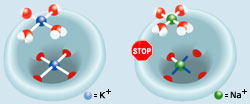 STOP
= K+
= Na+